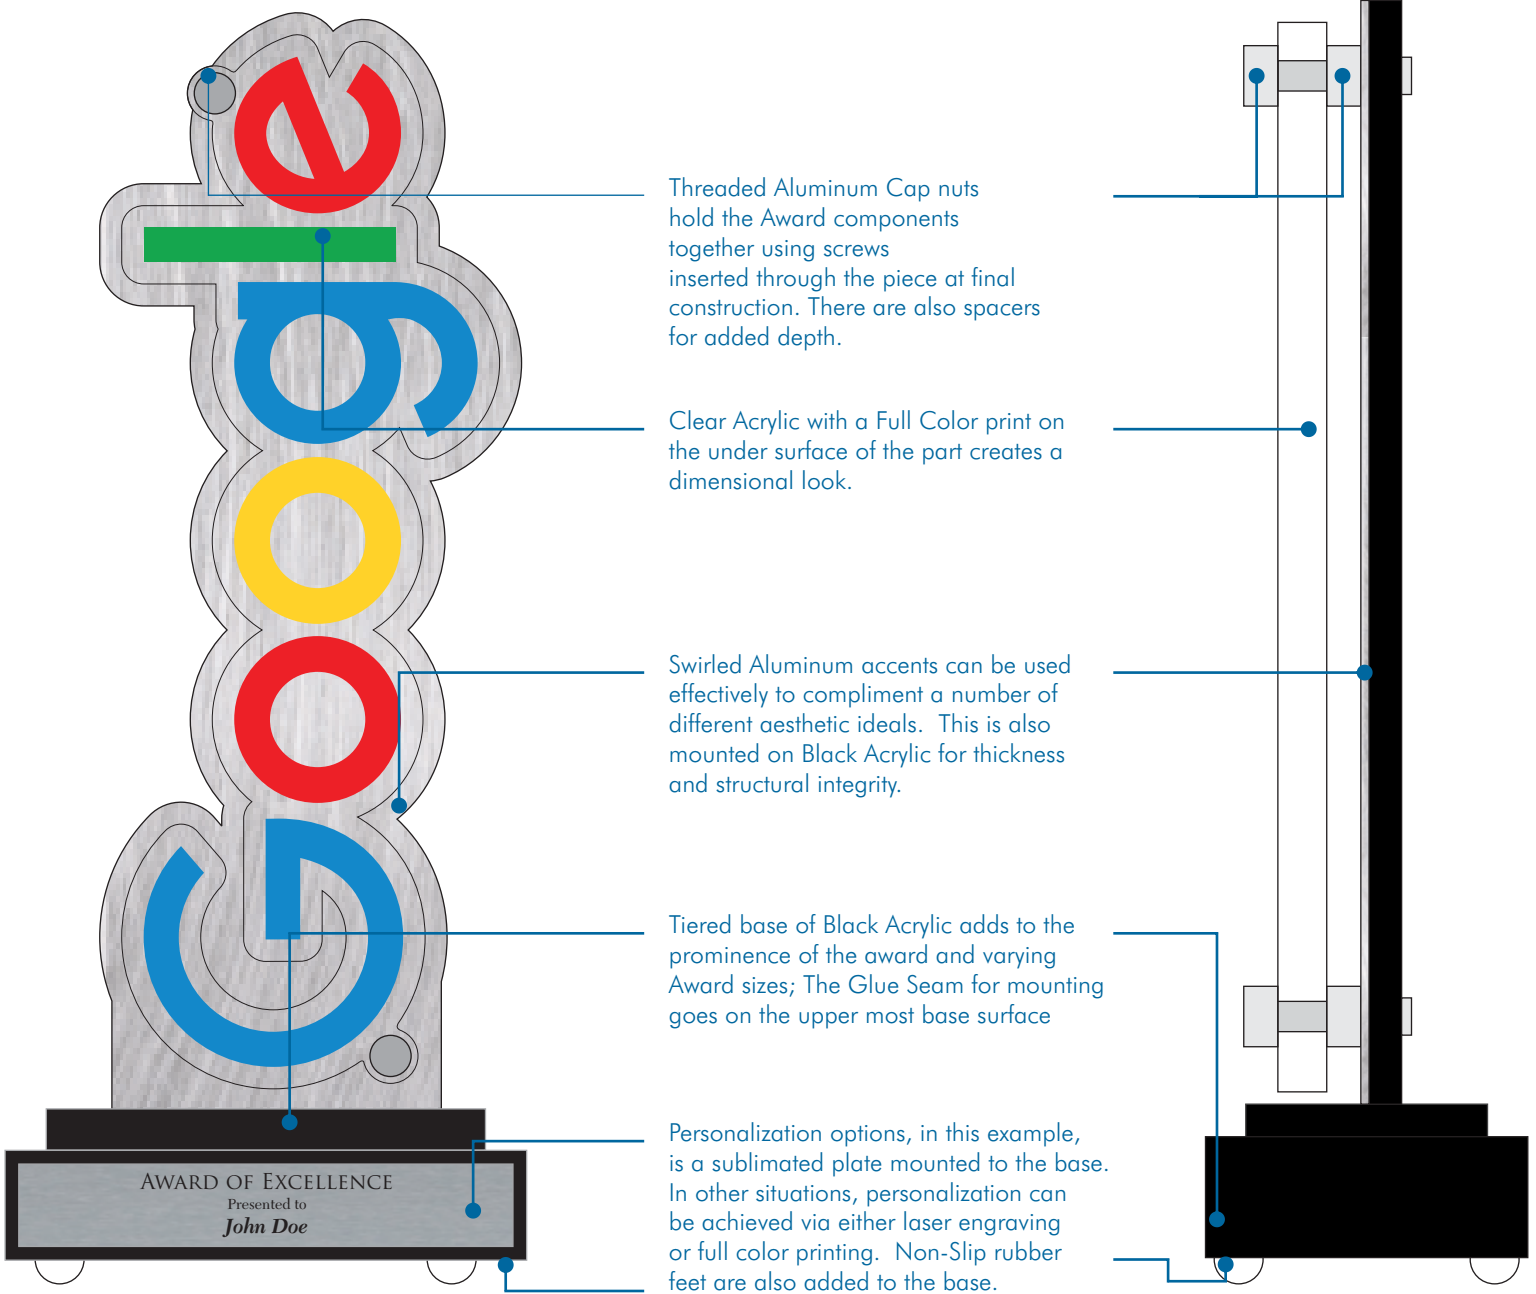 Google
Threaded Aluminum Cap nuts
hold the Award components
together using screws
inserted through the piece at final
construction. There are also spacers
for added depth.
Clear Acrylic with a Full Color print on
the under surface of the part creates a
dimensional look.
Swirled Aluminum accents can be used
effectively to compliment a number of
different aesthetic ideals.  This is also
mounted on Black Acrylic for thickness
and structural integrity.
Tiered base of Black Acrylic adds to the
prominence of the award and varying
Award sizes; The Glue Seam for mounting
goes on the upper most base surface
Personalization options, in this example,
is a sublimated plate mounted to the base.
In other situations, personalization can
be achieved via either laser engraving
or full color printing.  Non-Slip rubber
feet are also added to the base.
AWARD OF EXCELLENCE
Presented to
John Doe